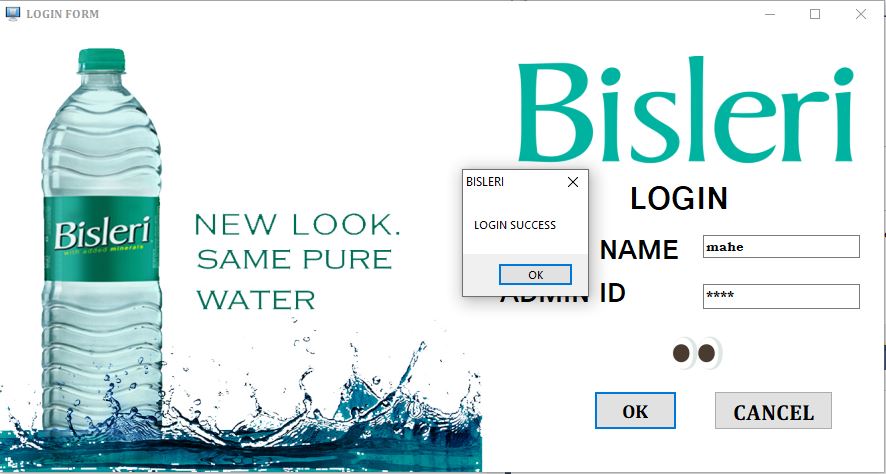 LOGIN FORM
Bisleri
LOGIN
BISLERI
LOGIN SUCCESS
OK
NAME
mahe
ADMIN ID
****
OK
CANCEL
Bisleri
with added minerals
NEW LOOK.
SAME PURE
WATER